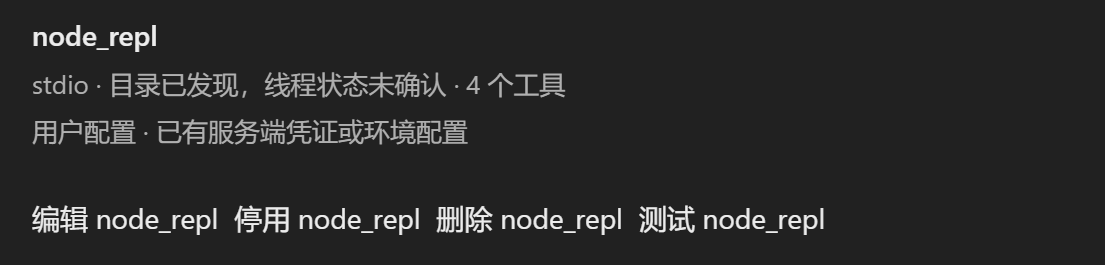 node_repl
stdio · 目录已发现，线程状态未确认 · 4 个工具
用户配置 · 已有服务端凭证或环境配置
编辑 node_repl 停用 node_repl 删除 node_repl 测试 node_repl